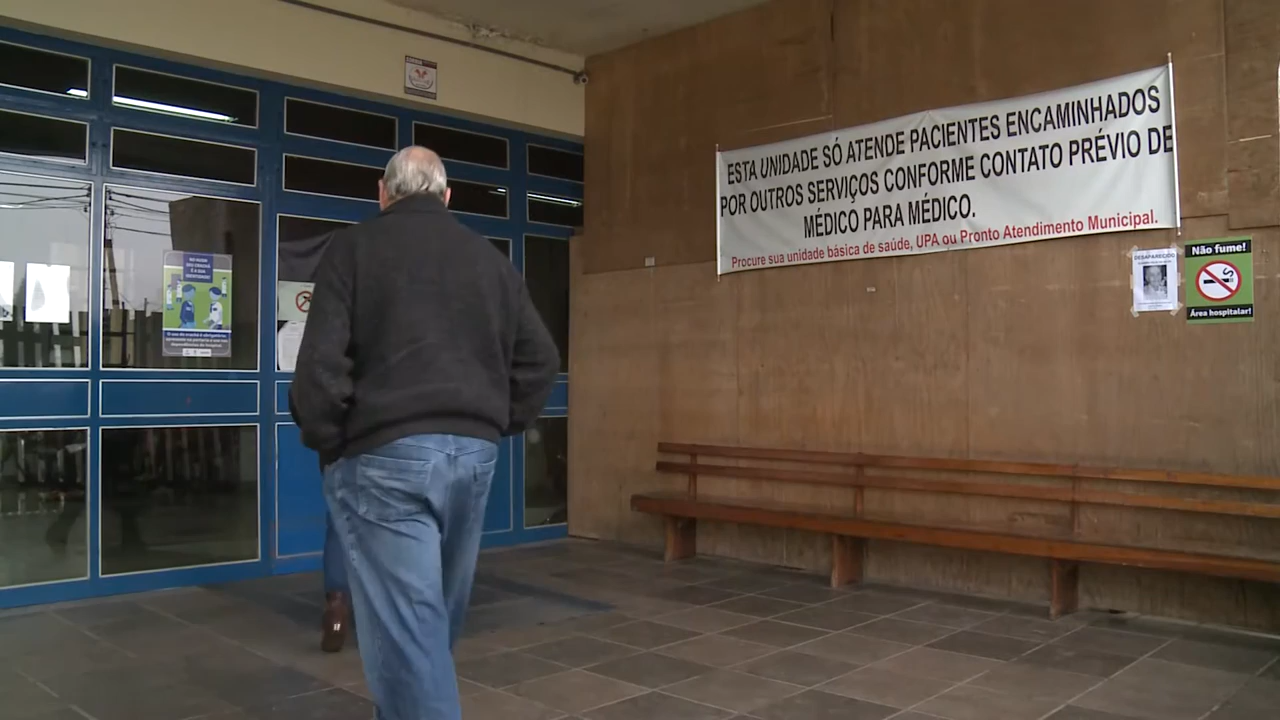 ESTA UNIDADE SÓ ATENDE PACIENTES ENCAMINHADOS
POR OUTROS SERVIÇOS CONFORME CONTATO PRÉVIO DE
MÉDICO PARA MÉDICO.
Procure sua unidade básica de saúde, UPA ou Pronto Atendimento Municipal.
DESAPARECIDO
Não fume!
Área hospitalar!